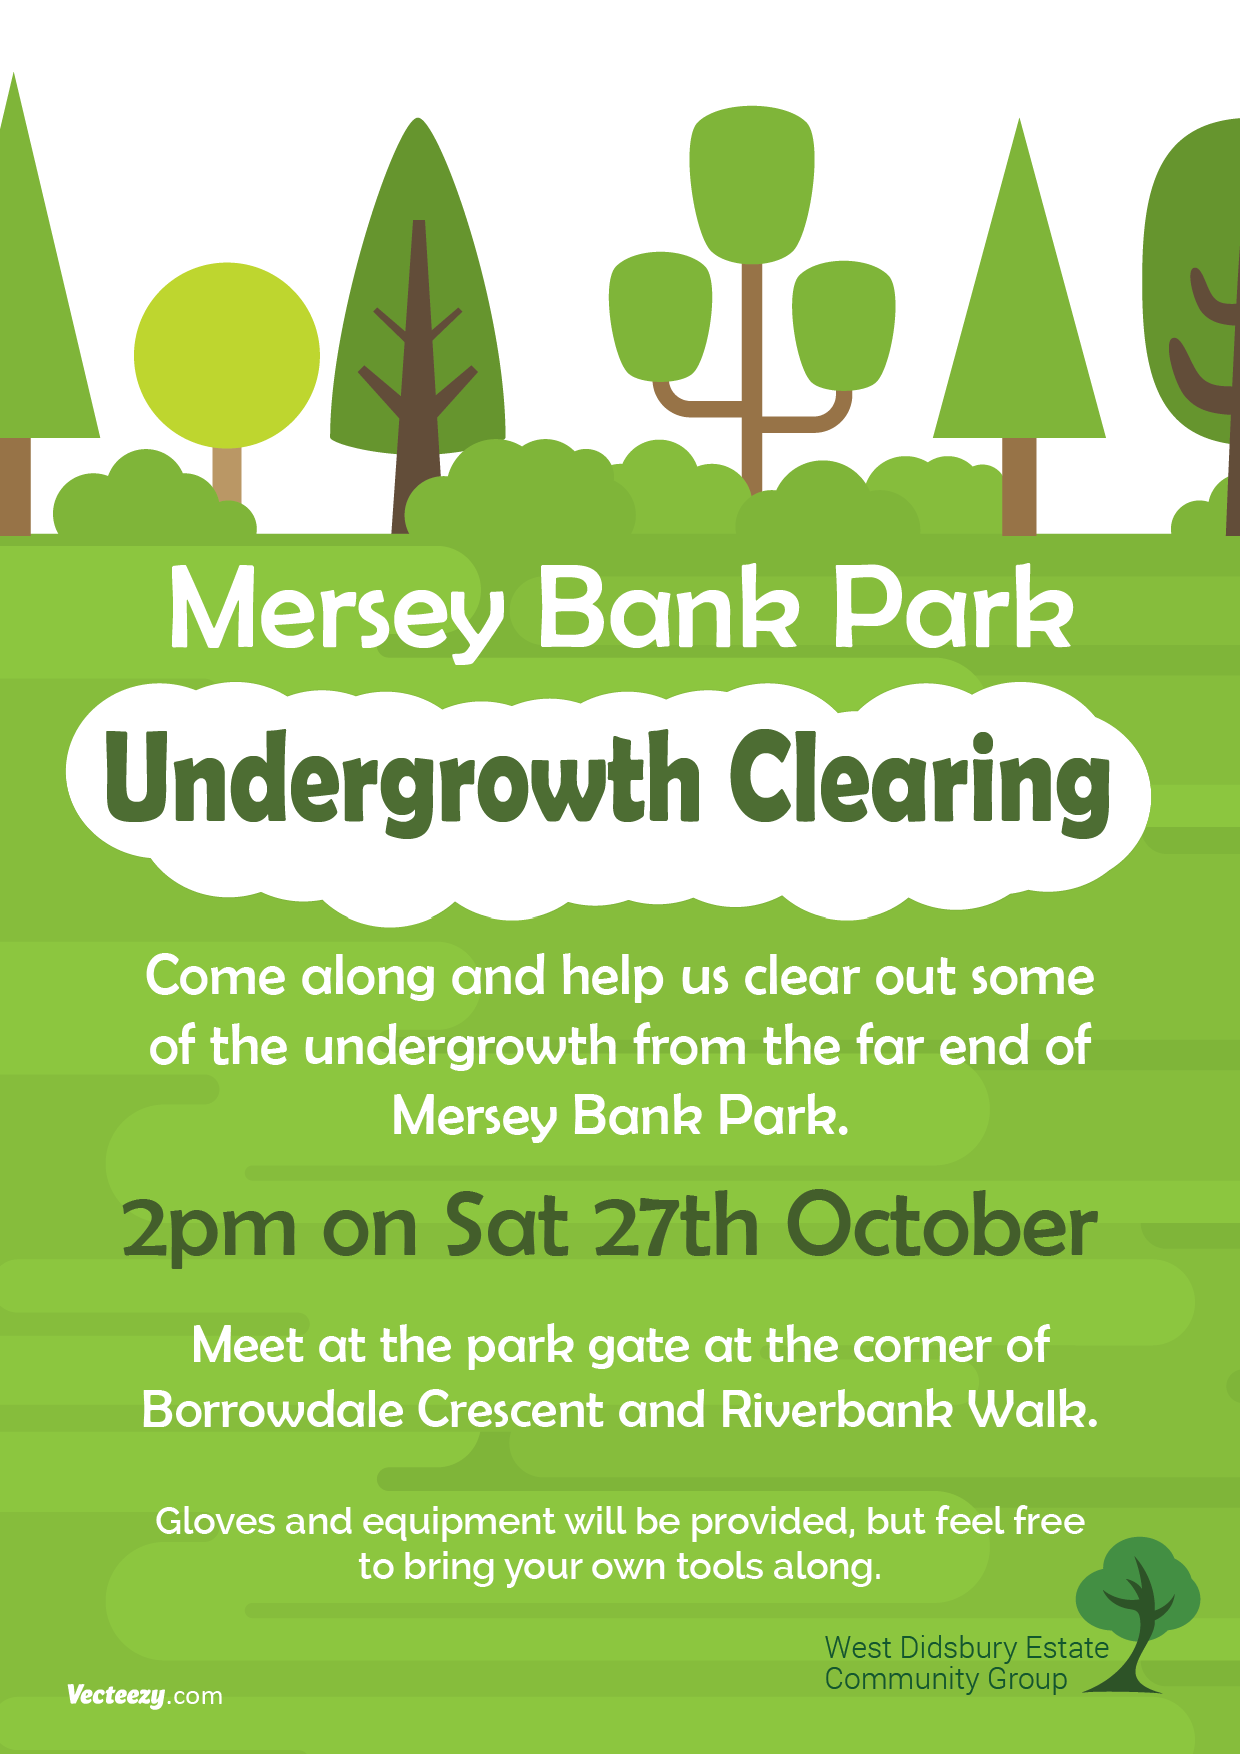 Mersey Bank Park
Undergrowth Clearing
Come along and help us clear out some
of the undergrowth from the far end of
Mersey Bank Park.
2pm on Sat 27th October
Meet at the park gate at the corner of
Borrowdale Crescent and Riverbank Walk.
Gloves and equipment will be provided, but feel free
to bring your own tools along.
West Didsbury Estate
Community Group
Vecteezy.com